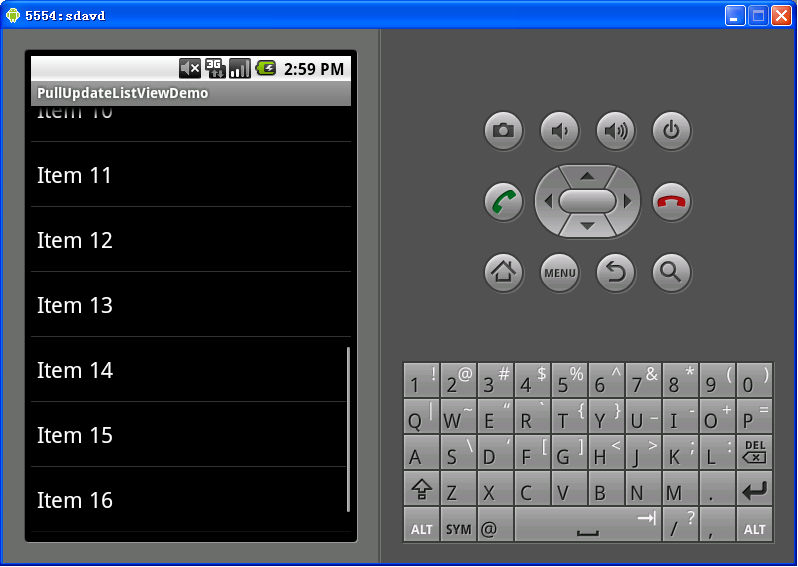 5554:sdavd
3G 2:59 PM
PullUpdateListViewDemo
Item 10
Item 11
Item 12
Item 13
Item 14
Item 15
Item 16
MENU
1 ! 2 @ 3 # 4 $ 5 % 6 ^ 7 & 8 * 9 ( 0 )
Q | W ~ E “ R ` T { Y } U _ I - O + P =
A S \ D ‘ F [ G ] H < J > K ; L : DEL
Z X C V B N M .
ALT SYM @ / ? , ALT